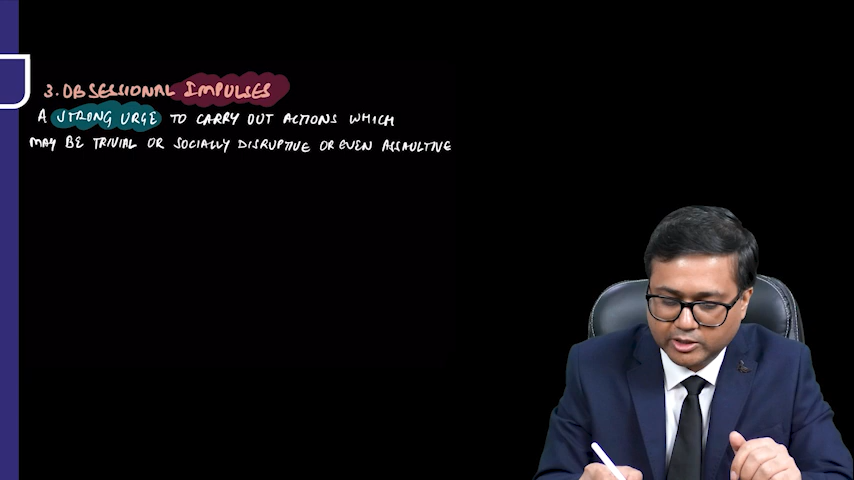 3. OBSESSIONAL IMPULSES
A STRONG URGE TO CARRY OUT ACTIONS WHICH
MAY BE TRIVIAL OR SOCIALLY DISRUPTIVE OR EVEN ASSAULTIVE